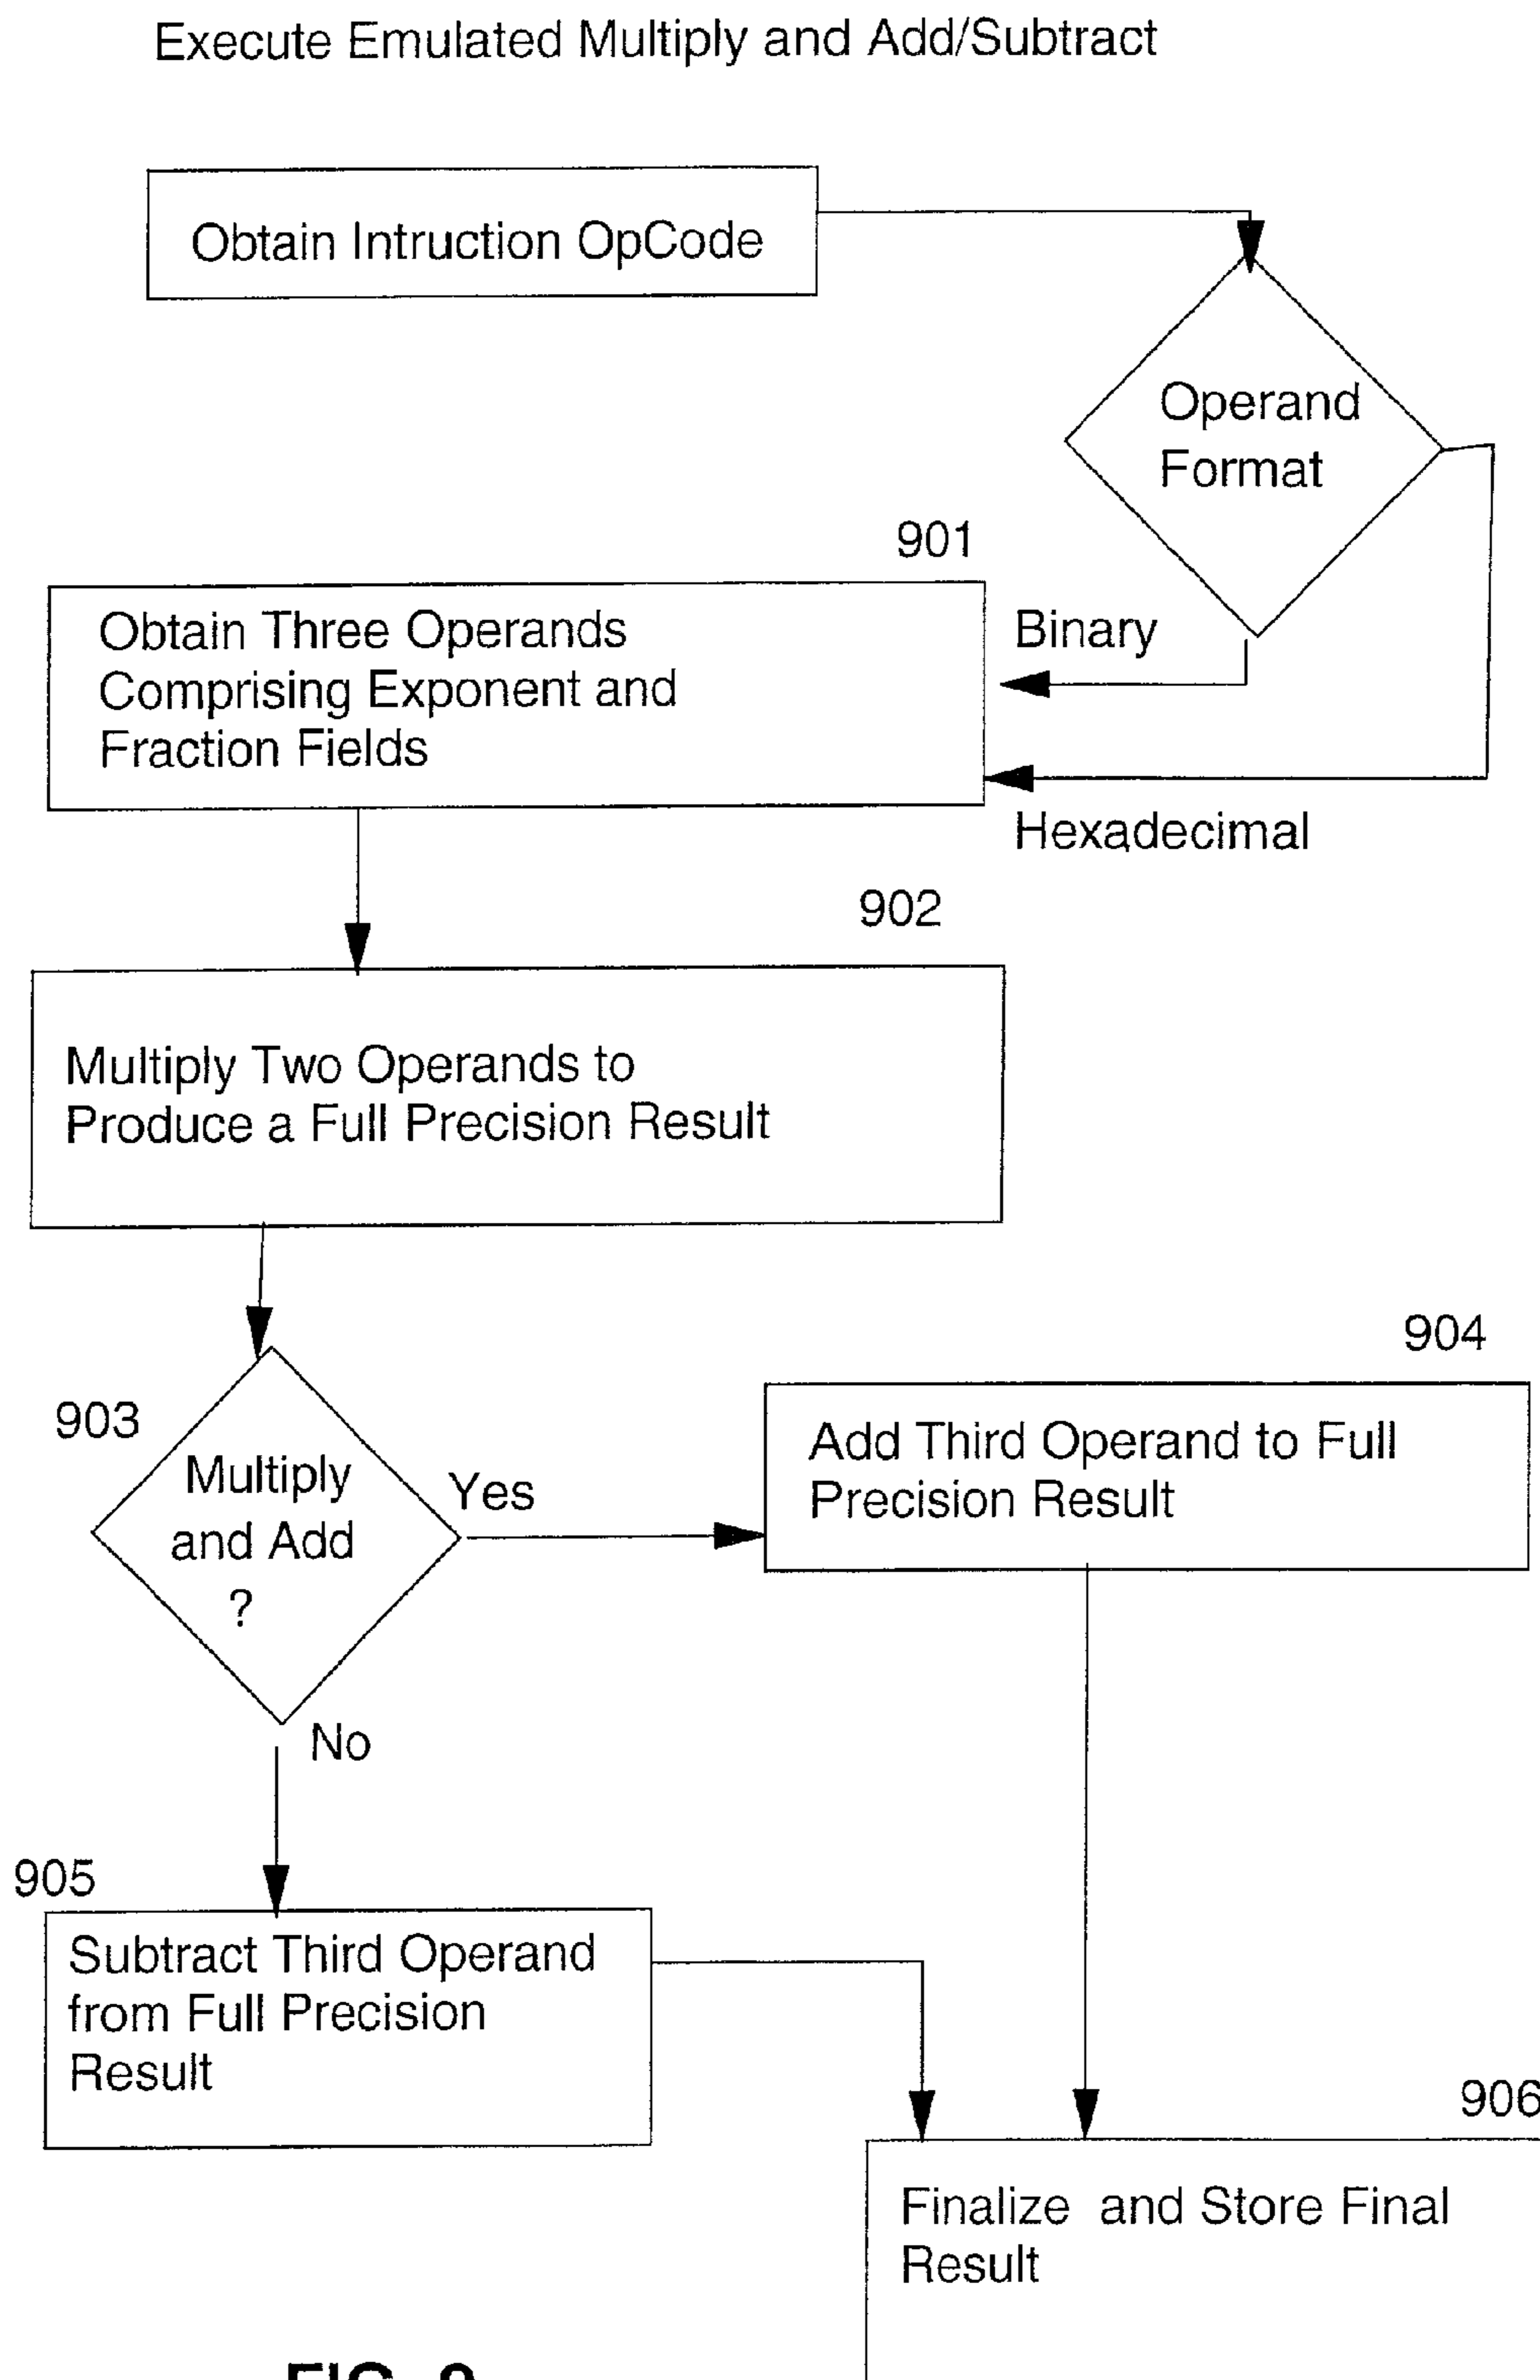 Execute Emulated Multiply and Add/Subtract
Obtain Intruction OpCode
Operand
Format
901
Obtain Three Operands
Comprising Exponent and
Fraction Fields
Binary
Hexadecimal
902
Multiply Two Operands to
Produce a Full Precision Result
903
Multiply
and Add
?
Yes
904
Add Third Operand to Full
Precision Result
No
905
Subtract Third Operand
from Full Precision
Result
906
Finalize and Store Final
Result
FIG.